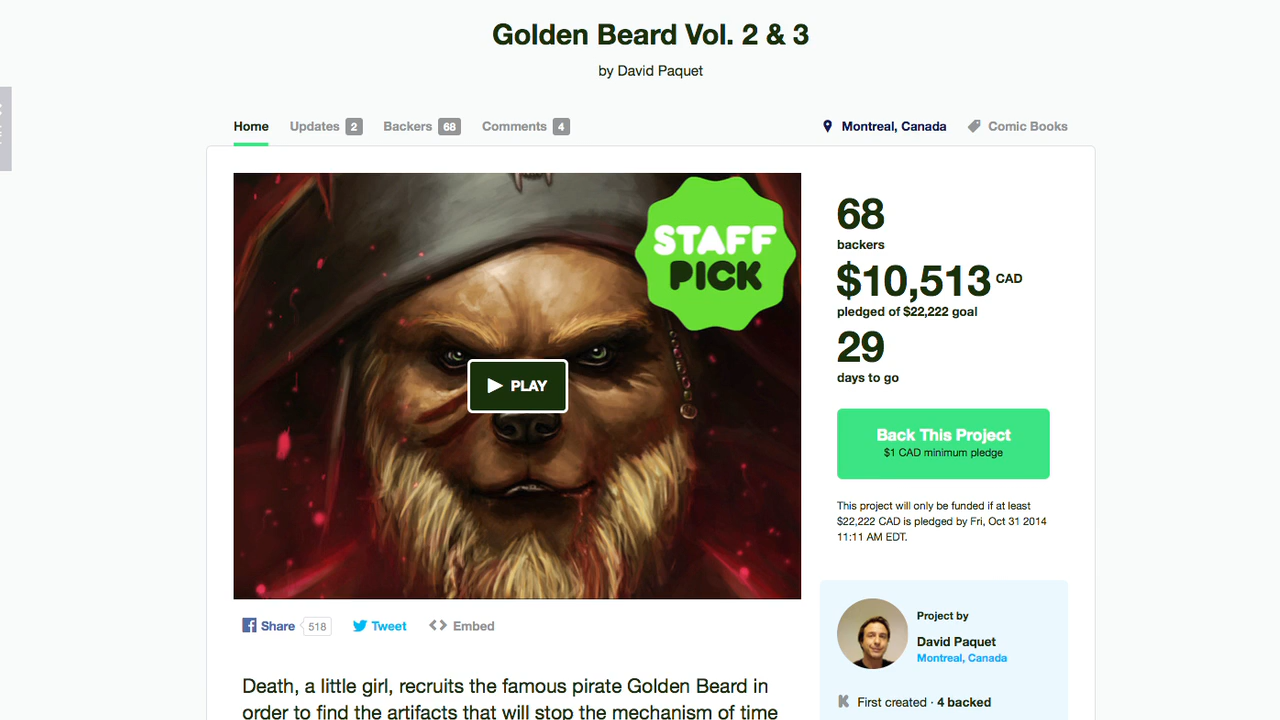 Golden Beard Vol. 2 & 3
by David Paquet
Home Updates 2 Backers 68 Comments 4 Montreal, Canada Comic Books
STAFF
PICK
PLAY
68
backers
$10,513 CAD
pledged of $22,222 goal
29
days to go
Back This Project
$1 CAD minimum pledge
This project will only be funded if at least
$22,222 CAD is pledged by Fri, Oct 31 2014
11:11 AM EDT.
Share 518 Tweet Embed
Project by
David Paquet
Montreal, Canada
First created · 4 backed
Death, a little girl, recruits the famous pirate Golden Beard in
order to find the artifacts that will stop the mechanism of time